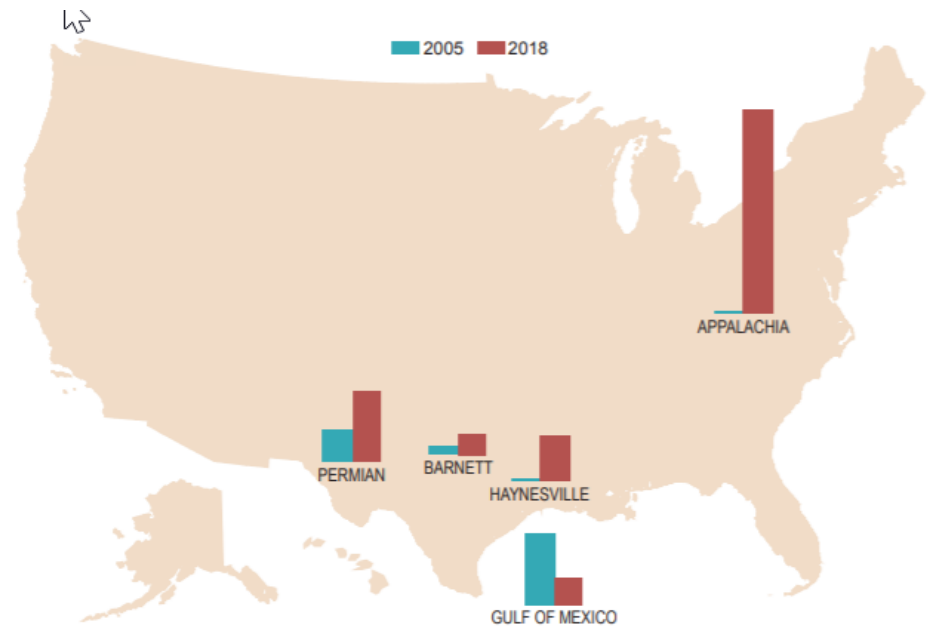 2005 2018
APPALACHIA
PERMIAN
BARNETT
HAYNESVILLE
GULF OF MEXICO